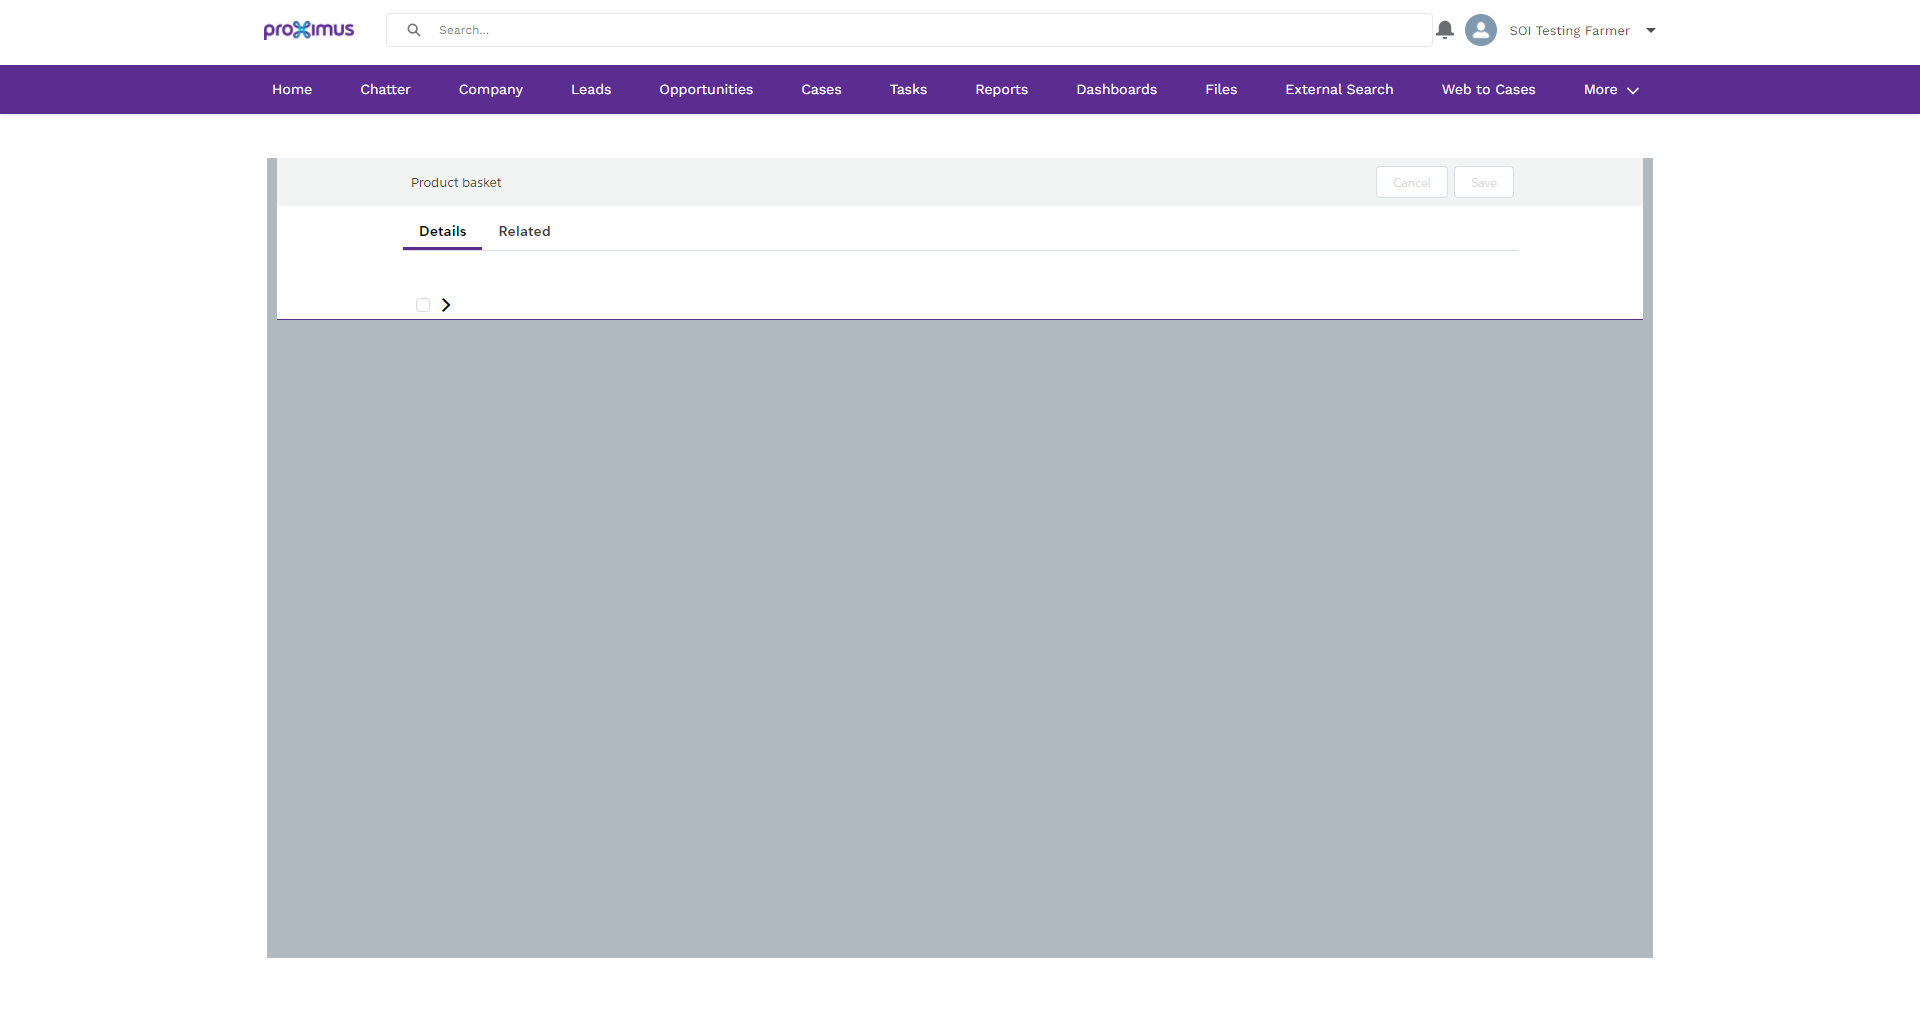 proximus
Search...
SOI Testing Farmer
Home Chatter Company Leads Opportunities Cases Tasks Reports Dashboards Files External Search Web to Cases More
Product basket
Cancel Save
Details Related